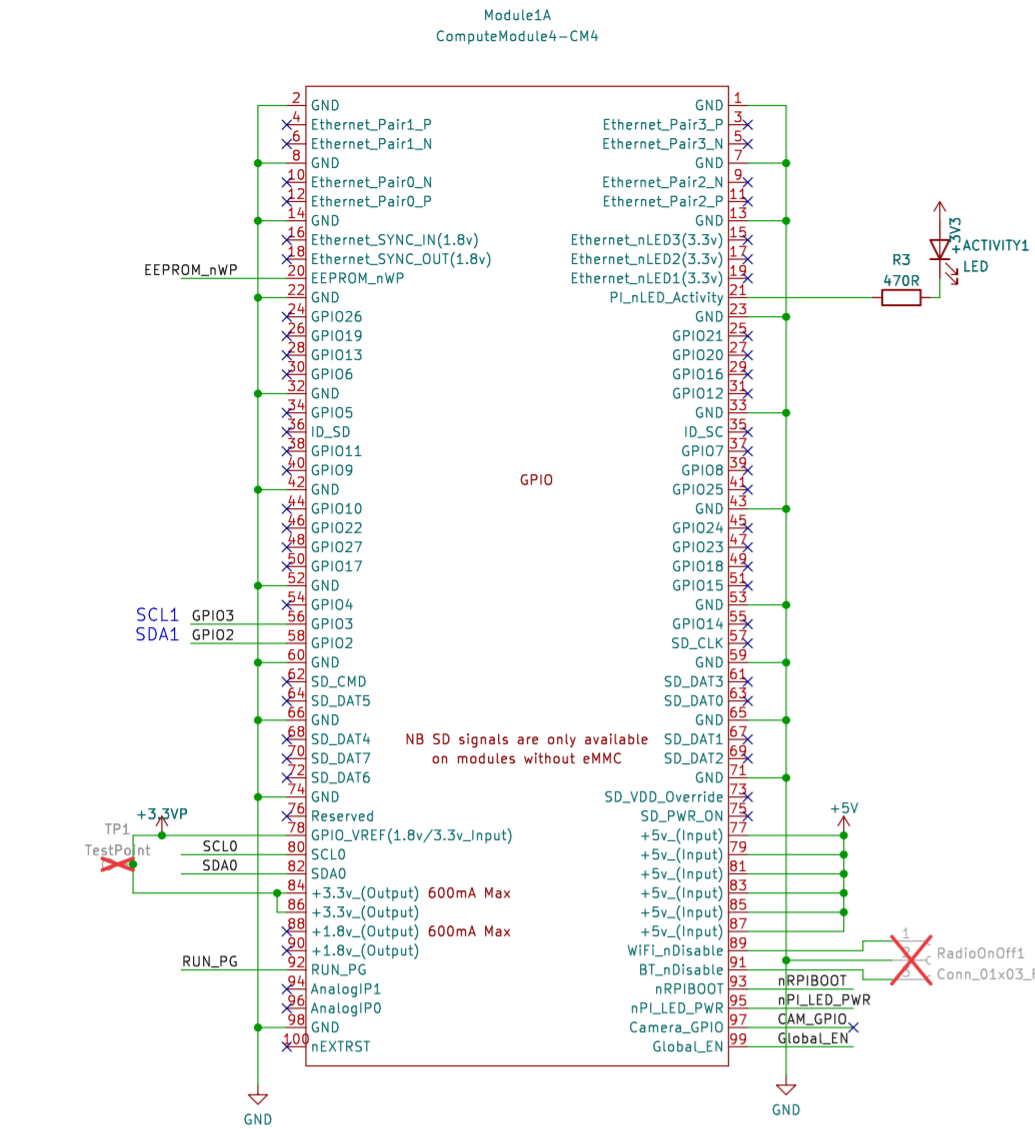 Module1A
ComputeModule4-CM4
2 GND GND 1
4 Ethernet_Pair1_P Ethernet_Pair3_P 3
6 Ethernet_Pair1_N Ethernet_Pair3_N 5
8 GND GND 7
10 Ethernet_Pair0_N Ethernet_Pair2_N 9
12 Ethernet_Pair0_P Ethernet_Pair2_P 11
14 GND GND 13
16 Ethernet_SYNC_IN(1.8v) Ethernet_nLED3(3.3v) 15
18 Ethernet_SYNC_OUT(1.8v) Ethernet_nLED2(3.3v) 17
+3V3
ACTIVITY1
LED
R3
470R
EEPROM_nWP 20 EEPROM_nWP Ethernet_nLED1(3.3v) 19
22 GND PI_nLED_Activity 21
24 GPIO26 GND 23
26 GPIO19 GPIO21 25
28 GPIO13 GPIO20 27
30 GPIO6 GPIO16 29
32 GND GPIO12 31
34 GPIO5 GND 33
36 ID_SD ID_SC 35
38 GPIO11 GPIO7 37
40 GPIO9 GPIO8 39
GPIO
42 GND GPIO25 41
44 GPIO10 GND 43
46 GPIO22 GPIO24 45
48 GPIO27 GPIO23 47
50 GPIO17 GPIO18 49
52 GND GPIO15 51
54 GPIO4 GND 53
SCL1 GPIO3 56 GPIO3 GPIO14 55
SDA1 GPIO2 58 GPIO2 SD_CLK 57
60 GND GND 59
62 SD_CMD SD_DAT3 61
64 SD_DAT5 SD_DAT0 63
66 GND GND 65
68 SD_DAT4 NB SD signals are only available SD_DAT1 67
70 SD_DAT7 on modules without eMMC SD_DAT2 69
72 SD_DAT6 GND 71
74 GND SD_VDD_Override 73
76 Reserved SD_PWR_ON 75
+3.3VP
+5V
TP1
TestPoint
78 GPIO_VREF(1.8v/3.3v_Input) +5v_(Input) 77
SCL0 80 SCL0 +5v_(Input) 79
SDA0 82 SDA0 +5v_(Input) 81
84 +3.3v_(Output) 600mA Max +5v_(Input) 83
86 +3.3v_(Output) +5v_(Input) 85
88 +1.8v_(Output) 600mA Max +5v_(Input) 87
90 +1.8v_(Output) WiFi_nDisable 89
1
RadioOnOff1
RUN_PG 92 RUN_PG BT_nDisable 91
3
94 AnalogIP1 nRPIBOOT 93 nRPIBOOT
96 AnalogIP0 nPI_LED_PWR 95 nPI_LED_PWR
98 GND Camera_GPIO 97 CAM_GPIO
100 nEXTRST Global_EN 99 Global_EN
GND
GND